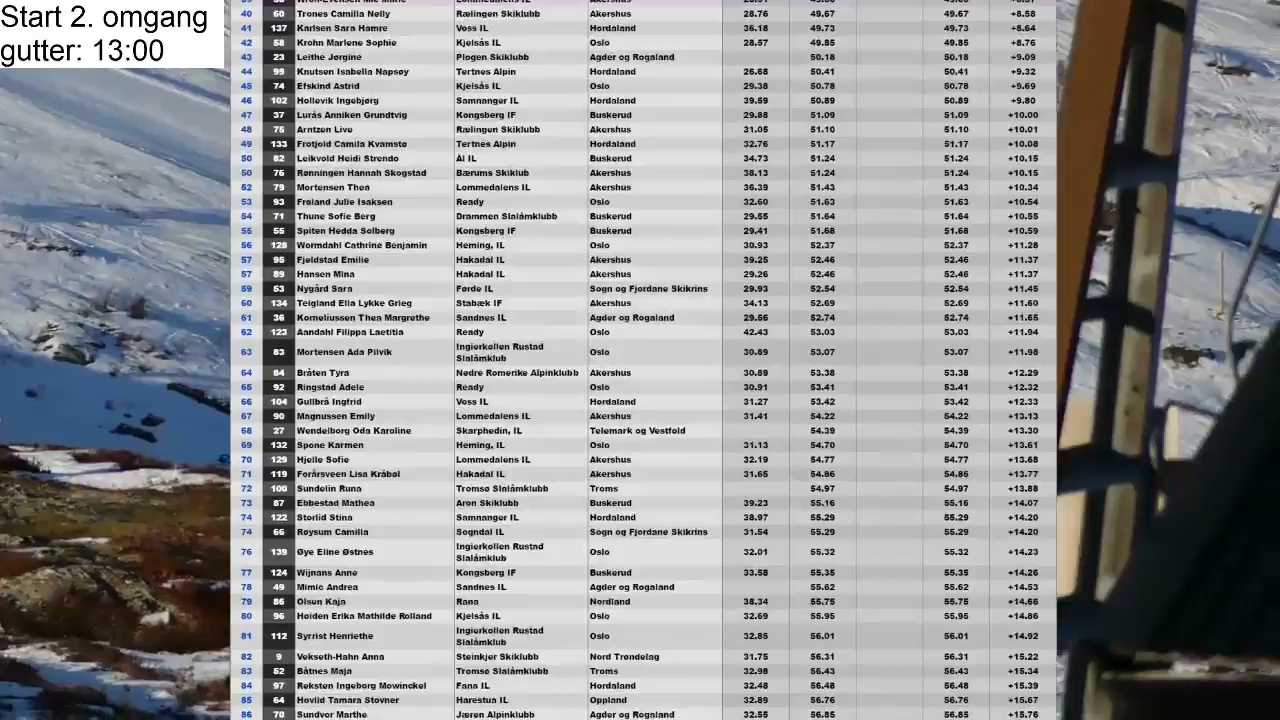 Start 2. omgang
gutter: 13:00
40 60 Trones Camilla Nelly Rælingen Skiklubb Akershus 28.76 49.67 49.67 +8.58
41 137 Karlsen Sara Hamre Voss IL Hordaland 36.18 49.73 49.73 +8.64
42 58 Krohn Marlene Sophie Kjelsås IL Oslo 28.57 49.85 49.85 +8.76
43 23 Leithe Jørgine Plogen Skiklubb Agder og Rogaland 50.18 50.18 +9.09
44 99 Knutsen Isabella Napsøy Tertnes Alpin Hordaland 26.68 50.41 50.41 +9.32
45 74 Efskind Astrid Kjelsås IL Oslo 29.38 50.78 50.78 +9.69
46 102 Hollevik Ingebjørg Samnanger IL Hordaland 39.59 50.89 50.89 +9.80
47 37 Lurås Anniken Grundtvig Kongsberg IF Buskerud 29.88 51.09 51.09 +10.00
48 75 Arntzen Live Rælingen Skiklubb Akershus 31.05 51.10 51.10 +10.01
49 133 Frotjold Camila Kvamstø Tertnes Alpin Hordaland 32.76 51.17 51.17 +10.08
50 82 Leikvold Heidi Strendo Ål IL Buskerud 34.73 51.24 51.24 +10.15
50 76 Rønningen Hannah Skogstad Bærums Skiklub Akershus 38.13 51.24 51.24 +10.15
52 79 Mortensen Thea Lommedalens IL Akershus 36.39 51.43 51.43 +10.34
53 93 Frøland Julie Isaksen Ready Oslo 32.60 51.63 51.63 +10.54
54 71 Thune Sofie Berg Drammen Slalåmklubb Buskerud 29.55 51.64 51.64 +10.55
55 55 Spiten Hedda Solberg Kongsberg IF Buskerud 29.41 51.68 51.68 +10.59
56 128 Wormdahl Cathrine Benjamin Heming, IL Oslo 30.93 52.37 52.37 +11.28
57 95 Fjeldstad Emilie Hakadal IL Akershus 39.25 52.46 52.46 +11.37
57 89 Hansen Mina Hakadal IL Akershus 29.26 52.46 52.46 +11.37
59 53 Nygård Sara Førde IL Sogn og Fjordane Skikrins 29.93 52.54 52.54 +11.45
60 134 Teigland Elia Lykke Grieg Stabæk IF Akershus 34.13 52.69 52.69 +11.60
61 36 Korneliussen Thea Margrethe Sandnes IL Agder og Rogaland 29.56 52.74 52.74 +11.65
62 123 Aandahl Filippa Laetitia Ready Oslo 42.43 53.03 53.03 +11.94
63 83 Mortensen Ada Pilvik Ingierkollen Rustad Slalåmklub Oslo 30.89 53.07 53.07 +11.98
64 84 Bråten Tyra Nedre Romerike Alpinklubb Akershus 30.89 53.38 53.38 +12.29
65 92 Ringstad Adele Ready Oslo 30.91 53.41 53.41 +12.32
66 104 Gullbrå Ingfrid Voss IL Hordaland 31.27 53.42 53.42 +12.33
67 90 Magnussen Emily Lommedalens IL Akershus 31.41 54.22 54.22 +13.13
68 27 Wendelborg Oda Karoline Skarphedin, IL Telemark og Vestfold 54.39 54.39 +13.30
69 132 Spone Karmen Heming, IL Oslo 31.13 54.70 54.70 +13.61
70 129 Hjelle Sofie Lommedalens IL Akershus 32.19 54.77 54.77 +13.68
71 119 Forårsveen Lisa Kråbøl Hakadal IL Akershus 31.65 54.86 54.86 +13.77
72 100 Sundelin Runa Tromsø Slalåmklubb Troms 54.97 54.97 +13.88
73 87 Ebbestad Mathea Aron Skiklubb Buskerud 39.23 55.16 55.16 +14.07
74 122 Storlid Stina Samnanger IL Hordaland 38.97 55.29 55.29 +14.20
74 66 Røysum Camilla Sogndal IL Sogn og Fjordane Skikrins 31.54 55.29 55.29 +14.20
76 139 Øye Eline Østnes Ingierkollen Rustad Slalåmklub Oslo 32.01 55.32 55.32 +14.23
77 124 Wijnans Anne Kongsberg IF Buskerud 33.58 55.35 55.35 +14.26
78 49 Mimic Andrea Sandnes IL Agder og Rogaland 55.62 55.62 +14.53
79 86 Olsen Kaja Rana Nordland 38.34 55.75 55.75 +14.66
80 96 Høiden Erika Mathilde Rolland Kjelsås IL Oslo 32.69 55.95 55.95 +14.86
81 112 Syrrist Henriethe Ingierkollen Rustad Slalåmklub Oslo 32.85 56.01 56.01 +14.92
82 9 Vekseth-Hahn Anna Steinkjer Skiklubb Nord Trøndelag 31.75 56.31 56.31 +15.22
83 52 Båtnes Maja Tromsø Slalåmklubb Troms 32.98 56.43 56.43 +15.34
84 97 Reksten Ingeborg Mowinckel Fana IL Hordaland 32.48 56.48 56.48 +15.39
85 64 Hovlid Tamara Stovner Harestua IL Oppland 32.89 56.76 56.76 +15.67
86 70 Sundvor Marthe Jæren Alpinklubb Agder og Rogaland 32.55 56.85 56.85 +15.76